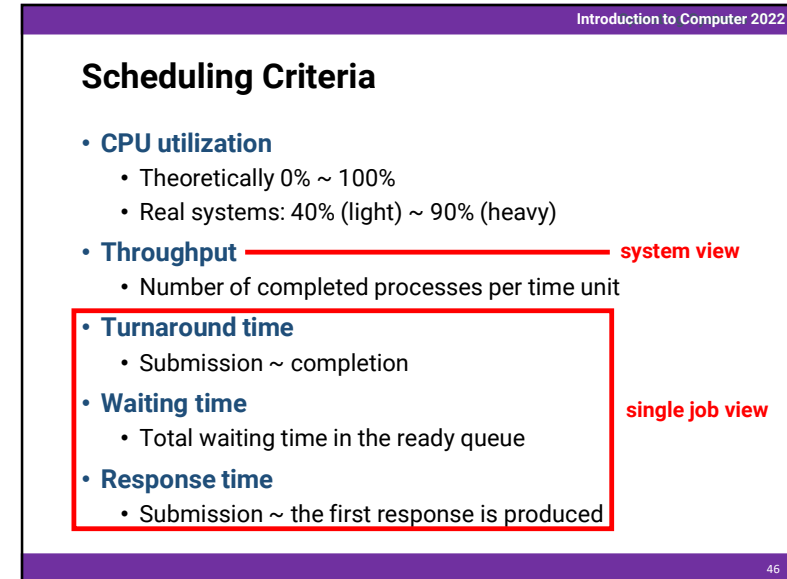 Introduction to Computer 2022
Scheduling Criteria
• CPU utilization
• Theoretically 0% ~ 100%
• Real systems: 40% (light) ~ 90% (heavy)
• Throughput
system view
• Number of completed processes per time unit
• Turnaround time
• Submission ~ completion
• Waiting time
single job view
• Total waiting time in the ready queue
• Response time
• Submission ~ the first response is produced
46